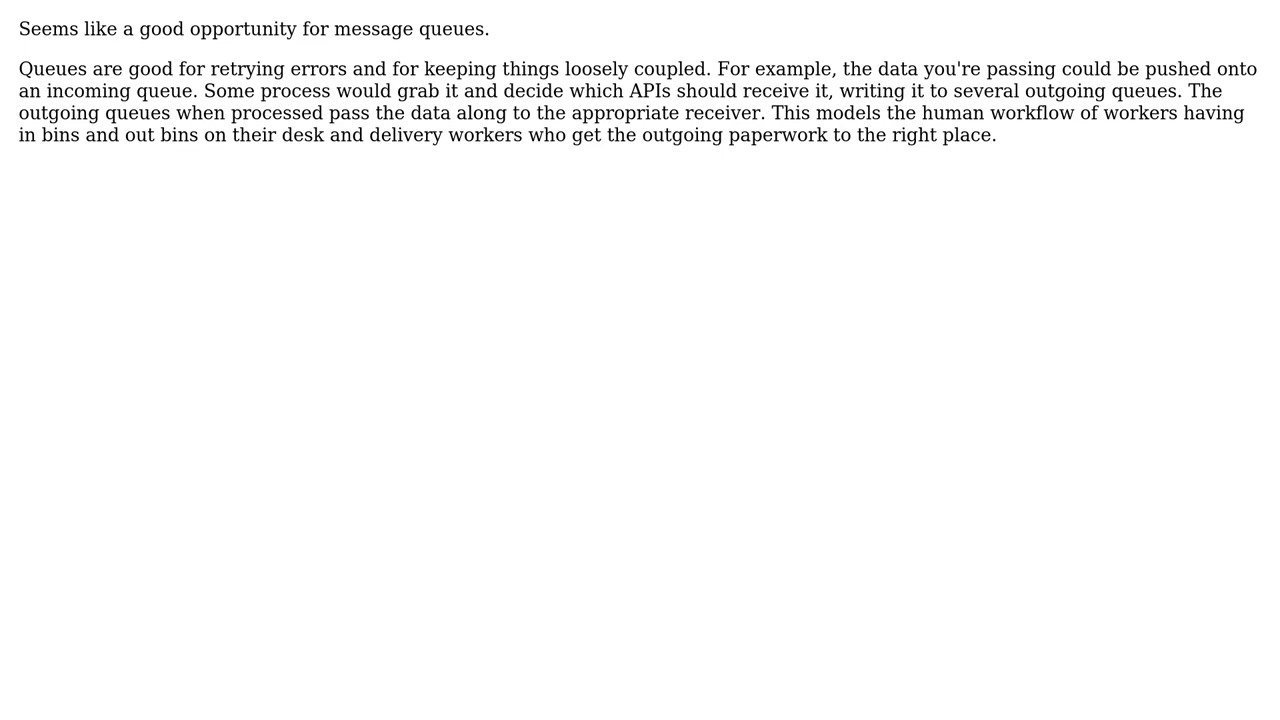 Seems like a good opportunity for message queues.
Queues are good for retrying errors and for keeping things loosely coupled. For example, the data you're passing could be pushed onto
an incoming queue. Some process would grab it and decide which APIs should receive it, writing it to several outgoing queues. The
outgoing queues when processed pass the data along to the appropriate receiver. This models the human workflow of workers having
in bins and out bins on their desk and delivery workers who get the outgoing paperwork to the right place.